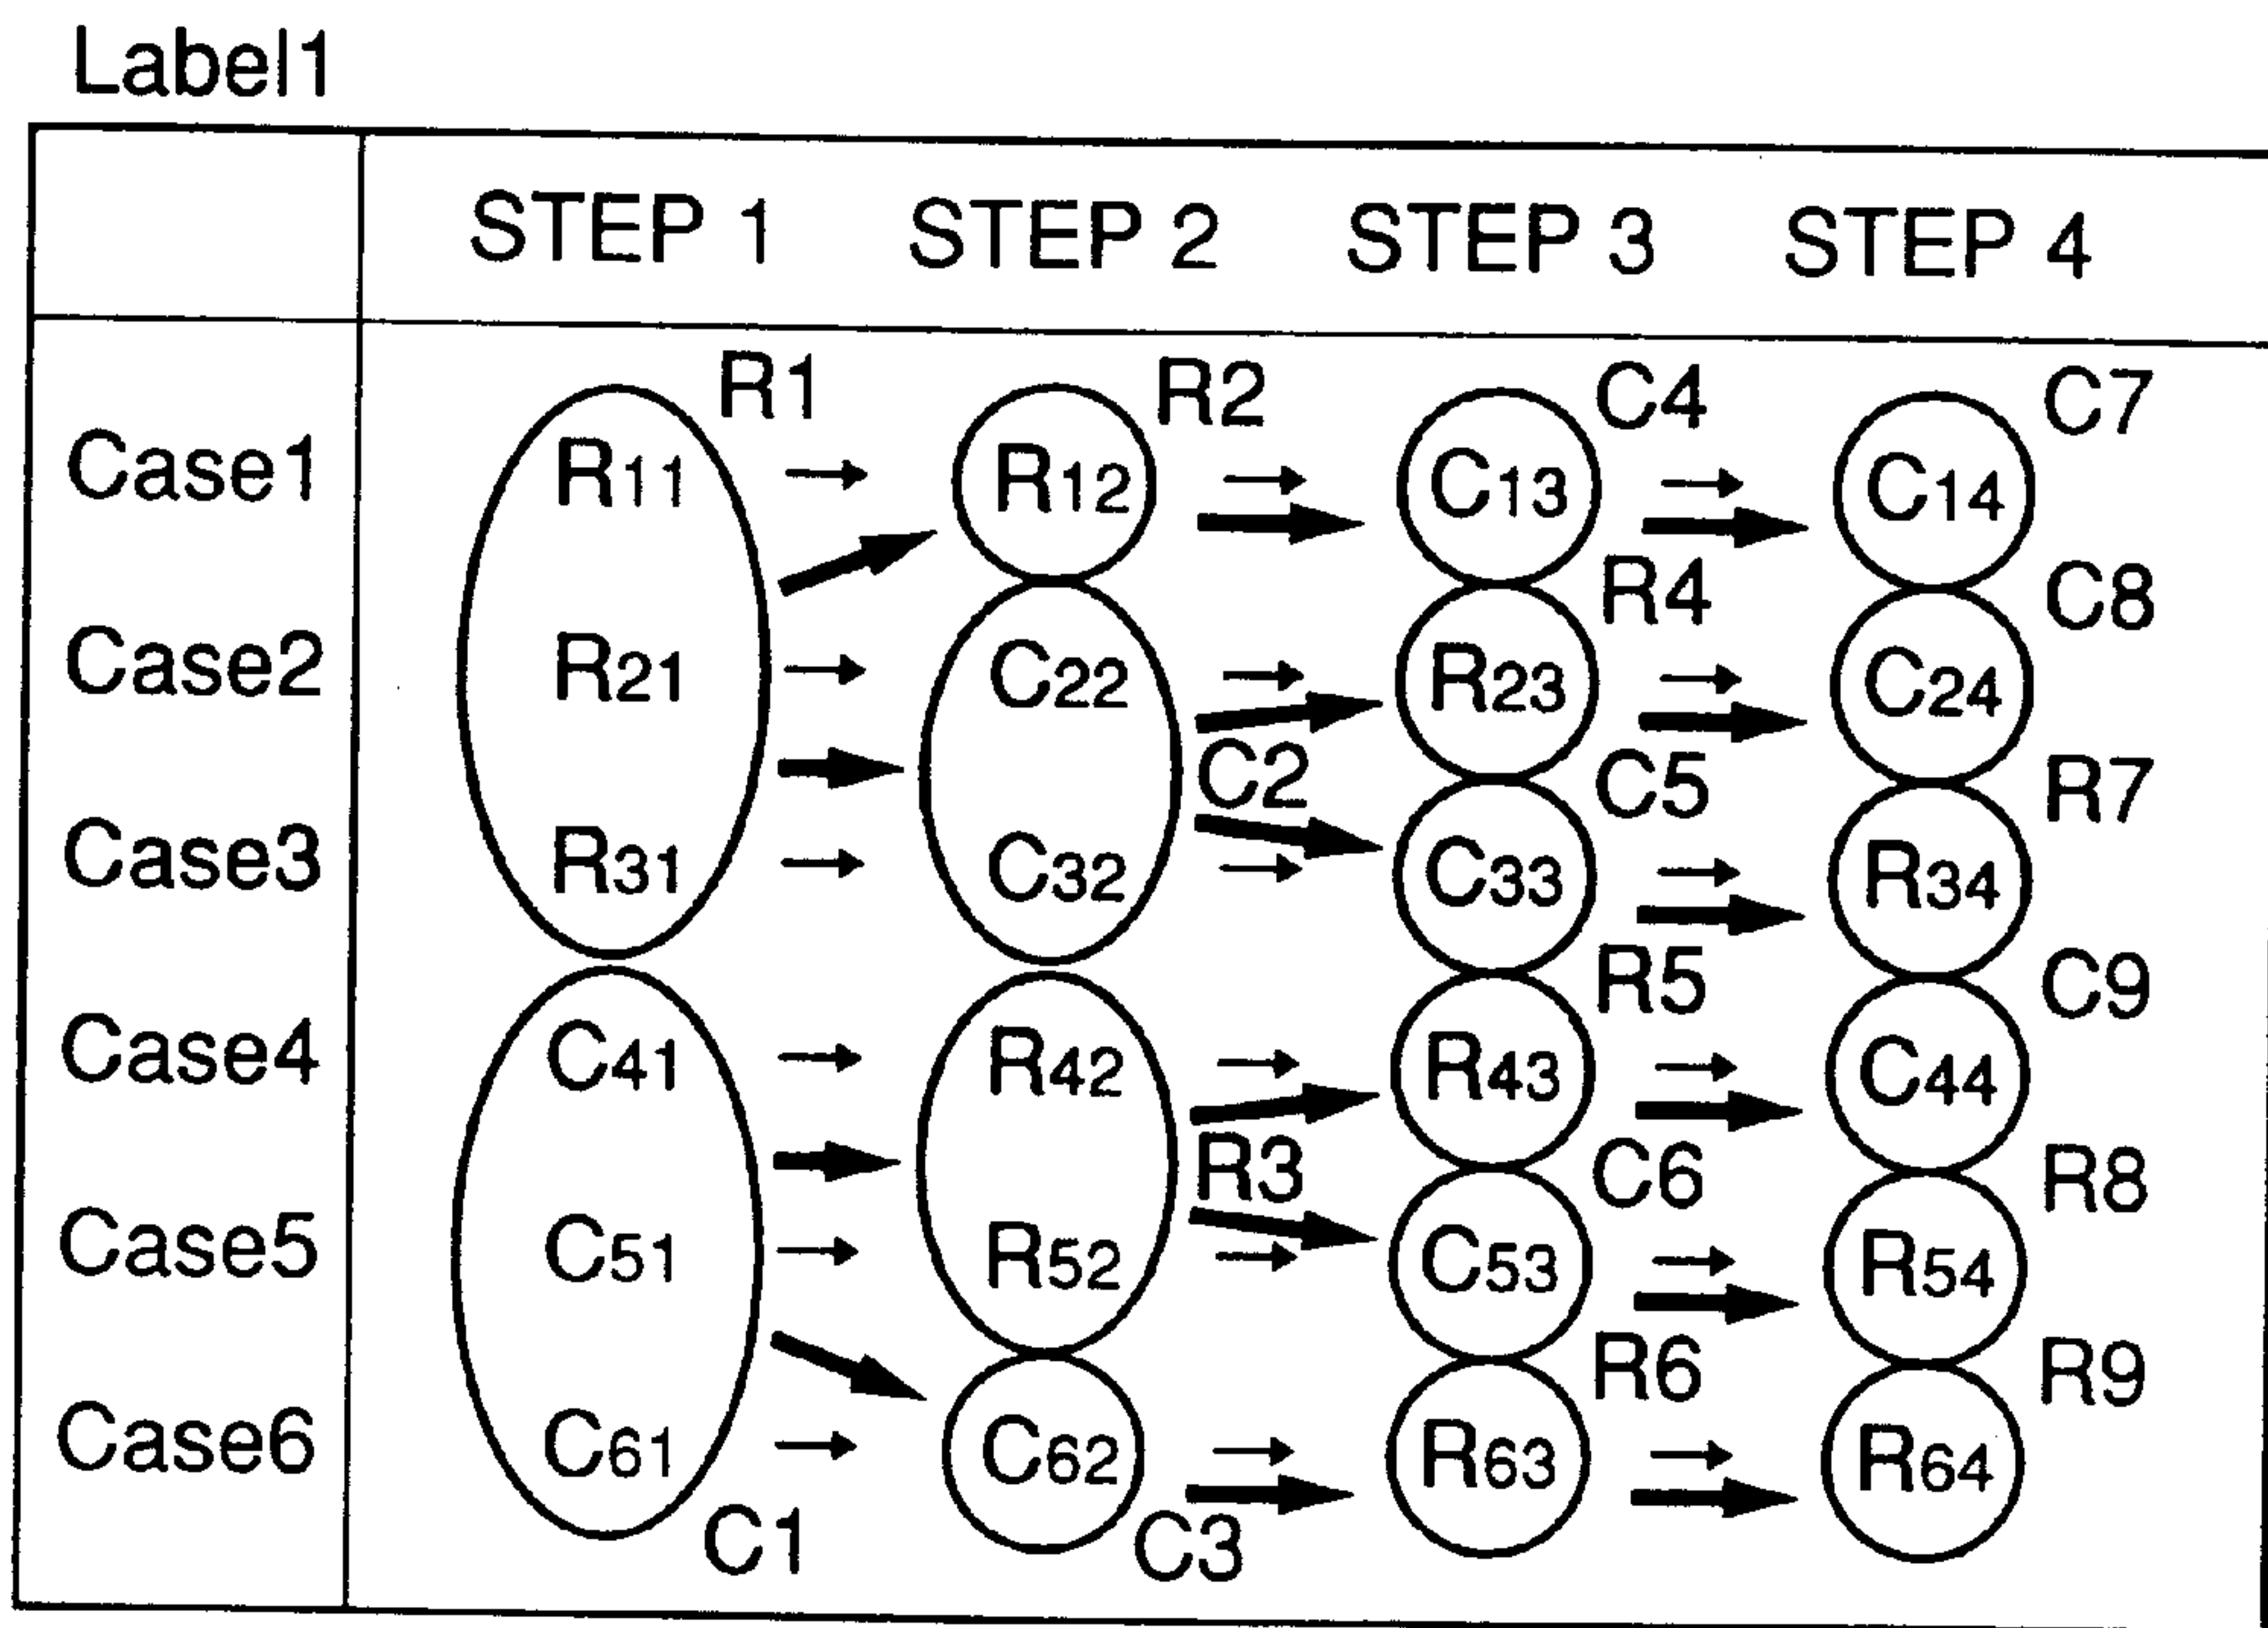 Label1
STEP 1 STEP 2 STEP 3 STEP 4
R1 R2 C4 C7
Case1 R11 R12 C13 C14
R4 C8
Case2 R21 C22 R23 C24
C2 C5 R7
Case3 R31 C32 C33 R34
R5 C9
Case4 C41 R42 R43 C44
R3 C6 R8
Case5 C51 R52 C53 R54
R6 R9
Case6 C61 C62 R63 R64
C1 C3